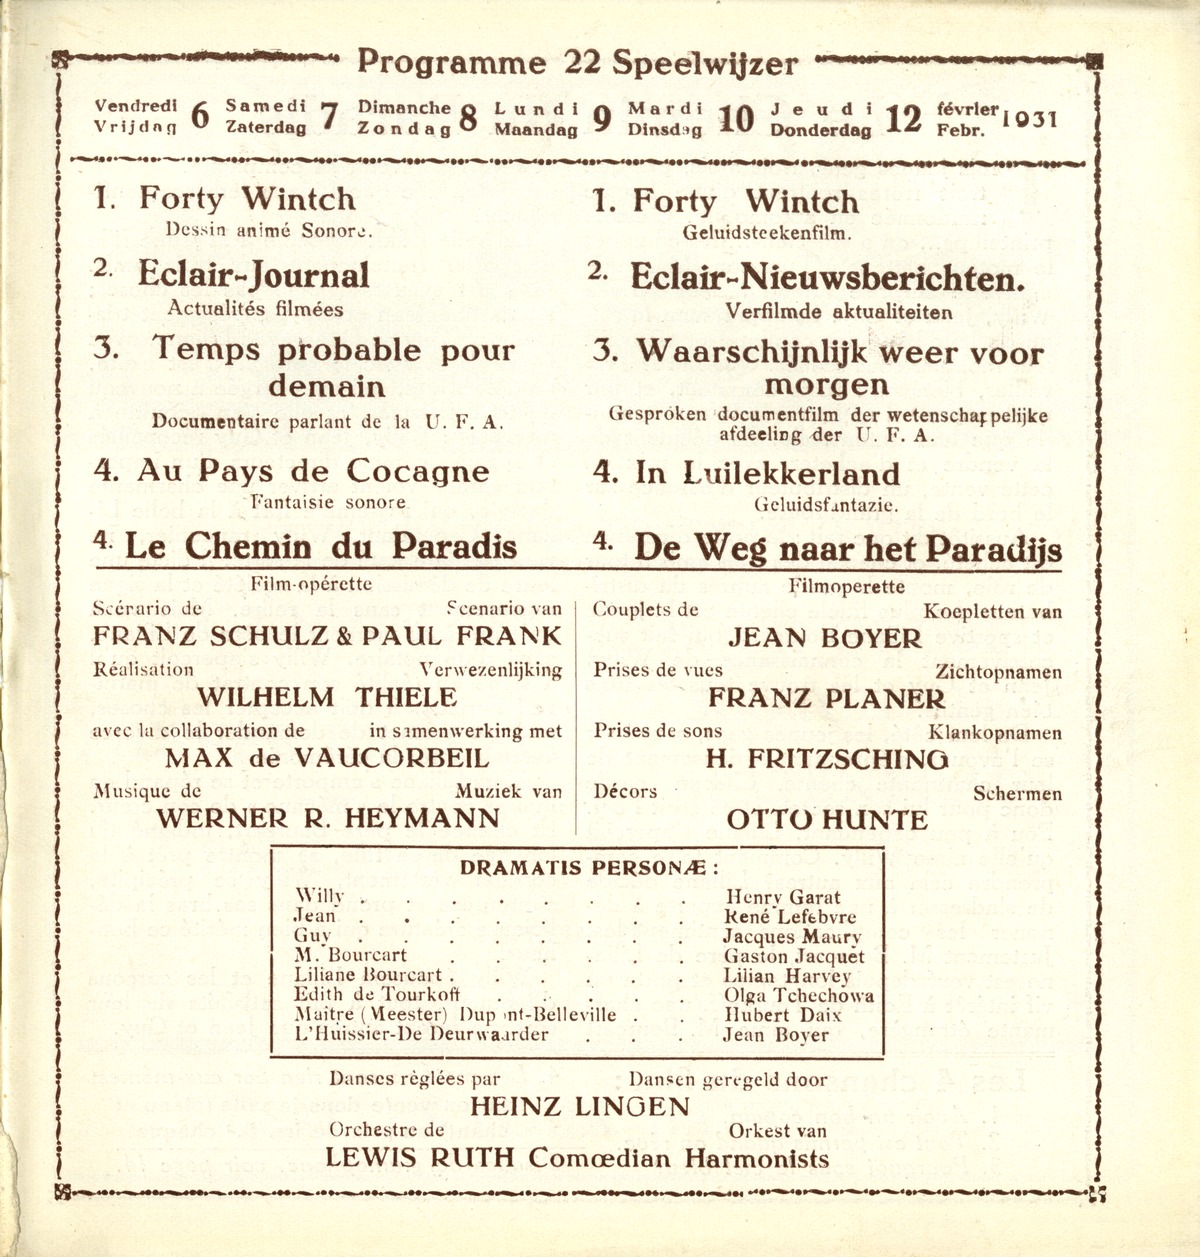 Programme 22 Speelwijzer
Vendredi 6 Samedi 7 Dimanche 8 Lundi 9 Mardi 10 Jeudi 12 février 1931
Vrijdag Zaterdag Zondag Maandag Dinsdag Donderdag Febr.
1. Forty Wintch
Dessin animé Sonore.
2. Eclair-Journal
Actualités filmées
3. Temps probable pour
demain
Documentaire parlant de la U. F. A.
4. Au Pays de Cocagne
Fantaisie sonore
4. Le Chemin du Paradis
1. Forty Wintch
Geluidsteekenfilm.
2. Eclair-Nieuwsberichten.
Verfilmde aktualiteiten
3. Waarschijnlijk weer voor
morgen
Gesproken documentfilm der wetenschappelijke
afdeeling der U. F. A.
4. In Luilekkerland
Geluidsfantazie.
4. De Weg naar het Paradijs
Film-opérette
Scérario de Scenario van
FRANZ SCHULZ & PAUL FRANK
Réalisation Verwezenlijking
WILHELM THIELE
avec la collaboration de in samenwerking met
MAX de VAUCORBEIL
Musique de Muziek van
WERNER R. HEYMANN
Filmoperette
Couplets de Koepletten van
JEAN BOYER
Prises de vues Zichtopnamen
FRANZ PLANER
Prises de sons Klankopnamen
H. FRITZSCHING
Décors Schermen
OTTO HUNTE
DRAMATIS PERSONÆ :
Willy . . . . . . . . Henry Garat
Jean . . . . . . . . René Lefebvre
Guy . . . . . . . . Jacques Maury
M. Bourcart . . . . . . Gaston Jacquet
Liliane Bourcart . . . . . . Lilian Harvey
Edith de Tourkoff . . . . . Olga Tchechowa
Maître (Meester) Dupont-Belleville . . Hubert Daix
L'Huissier-De Deurwaarder . . . Jean Boyer
Danses règlées par Dansen geregeld door
HEINZ LINGEN
Orchestre de Orkest van
LEWIS RUTH Comœdian Harmonists